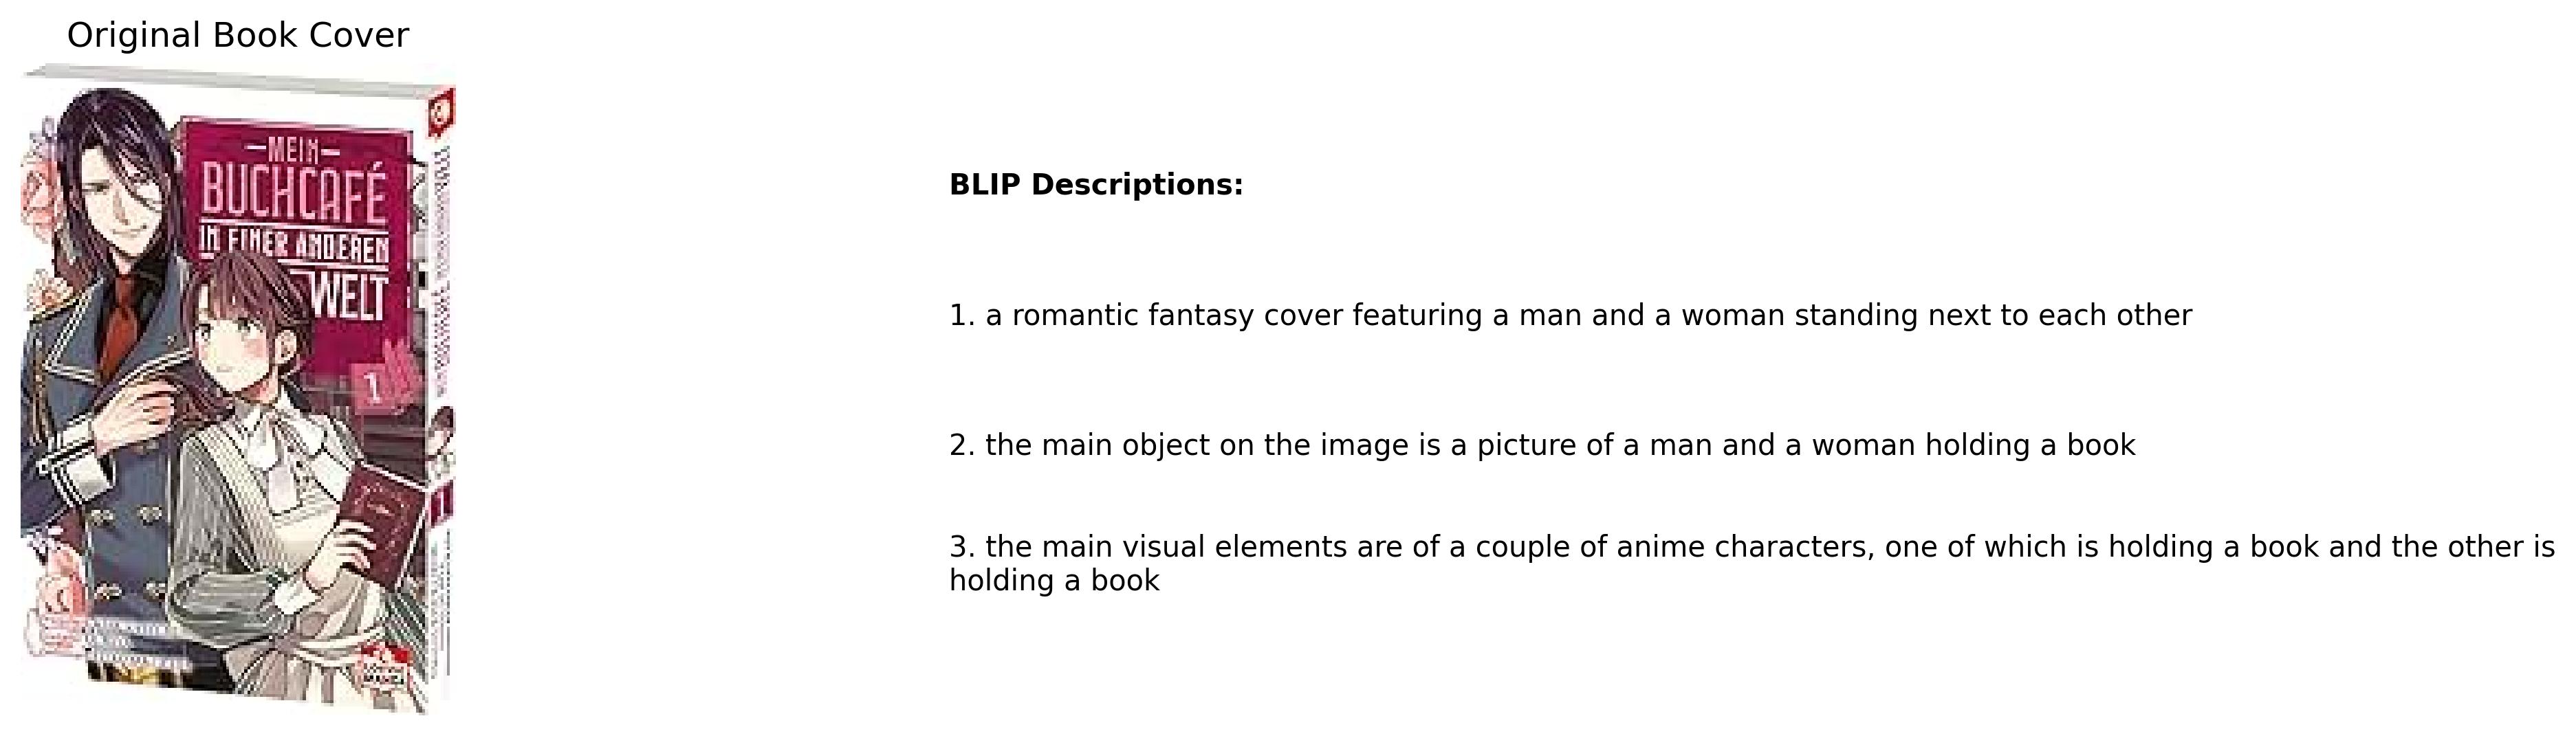 Original Book Cover
—MEIN—
BUCHCAFÉ
IN EINER ANDEREN
WELT
1
1
BLIP Descriptions:
1. a romantic fantasy cover featuring a man and a woman standing next to each other
2. the main object on the image is a picture of a man and a woman holding a book
3. the main visual elements are of a couple of anime characters, one of which is holding a book and the other is
holding a book